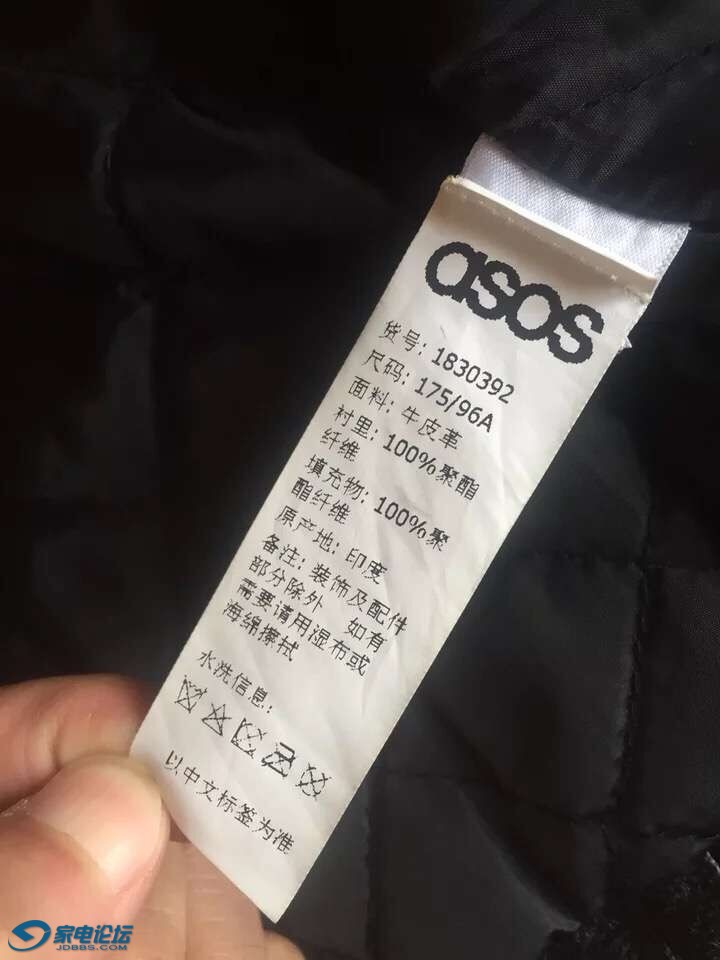 asos
货号: 1830392
尺码: 175/96A
面料: 牛皮革
衬里: 100%聚酯
纤维
填充物: 100%聚
酯纤维
原产地: 印度
备注: 装饰及配件
部分除外 如有
需要请用湿布或
海绵擦拭
水洗信息:
以中文标签为准
家电论坛
JDBBS.COM